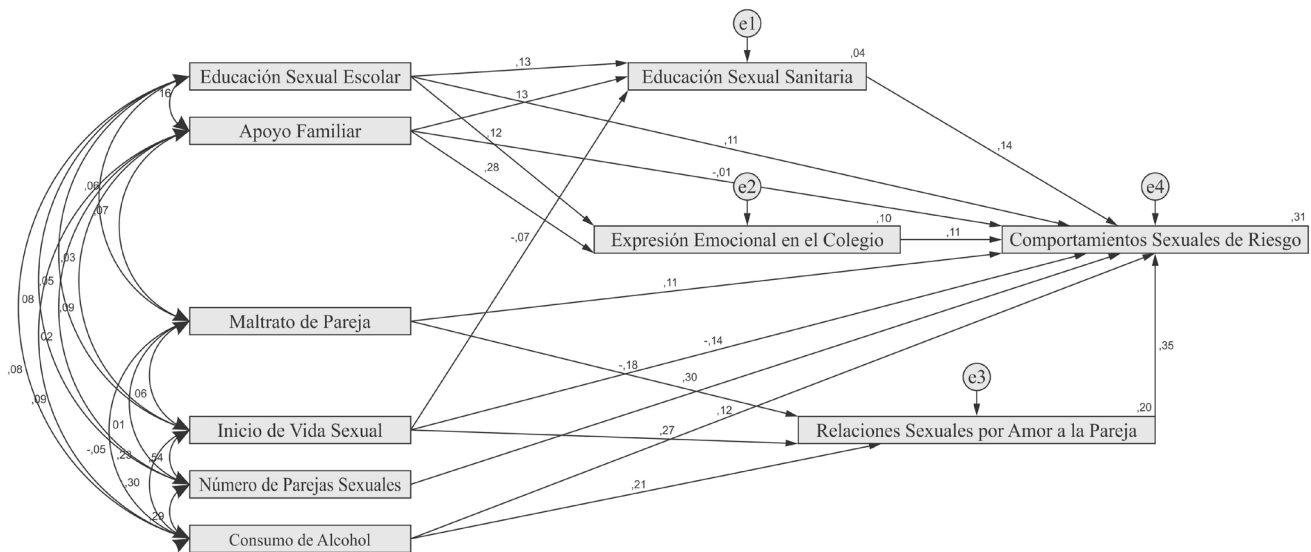 e1
,04
Educación Sexual Escolar
,13
Educación Sexual Sanitaria
16
13
Apoyo Familiar
,12
,11
,14
,28
-,01
,06
e2
e4
,07
,10
,31
Expresión Emocional en el Colegio
,11
Comportamientos Sexuales de Riesgo
-,07
,03
,05
,09
,11
08
Maltrato de Pareja
02
-,14
,35
-,18
,08
,30
e3
06
,09
,12
,20
01
Inicio de Vida Sexual
,27
Relaciones Sexuales por Amor a la Pareja
-,05
,23
,54
,30
Número de Parejas Sexuales
,21
,29
Consumo de Alcohol